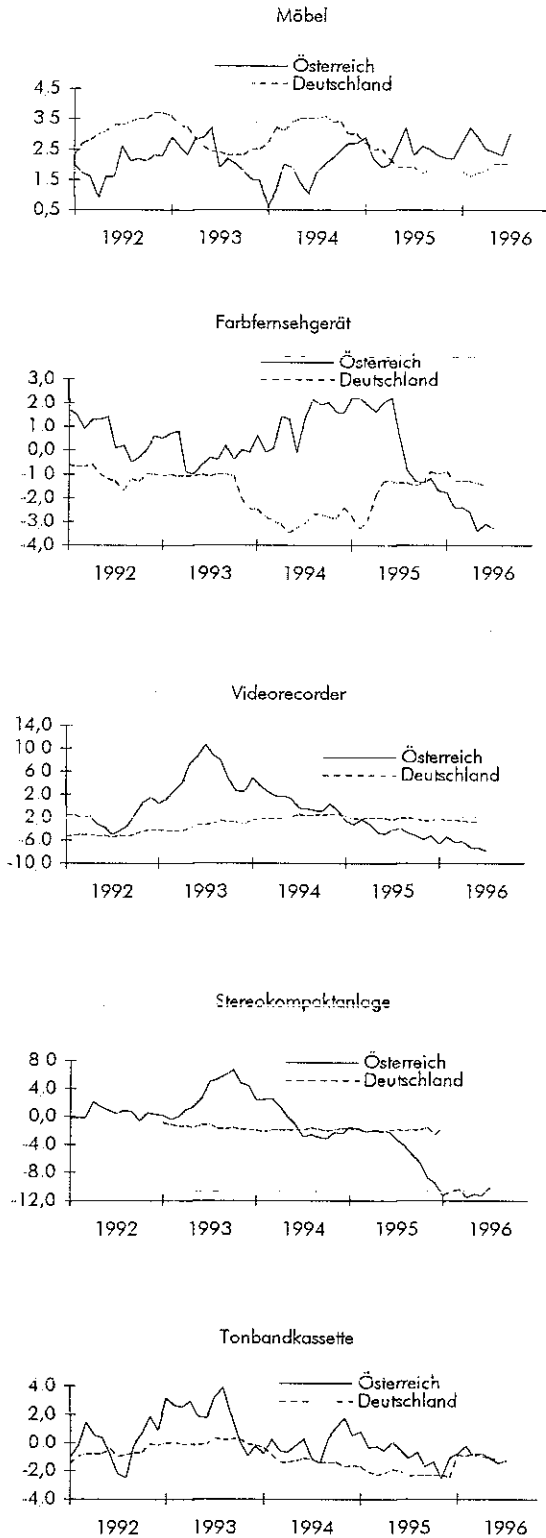 Möbel
Österreich
Deutschland
4.5
3.5
2.5
1.5
0,5
1992 1993 1994 1995 1996
Farbfernsehgerät
Österreich
Deutschland
3,0
2.0
1 0
0,0
-1 0
-2.0
-3.0
-4,0
1992 1993 1994 1995 1996
Videorecorder
Österreich
Deutschland
14,0
10 0
6 0
2.0
2 0
-6.0
-10.0
1992 1993 1994 1995 1996
Stereokompaktanlage
Österreich
Deutschland
8 0
4,0
0,0
-4.0
-8.0
-12,0
1992 1993 1994 1995 1996
Tonbandkassette
Österreich
Deutschland
4.0
2,0
0.0
-2.0
-4.0
1992 1993 1994 1995 1996